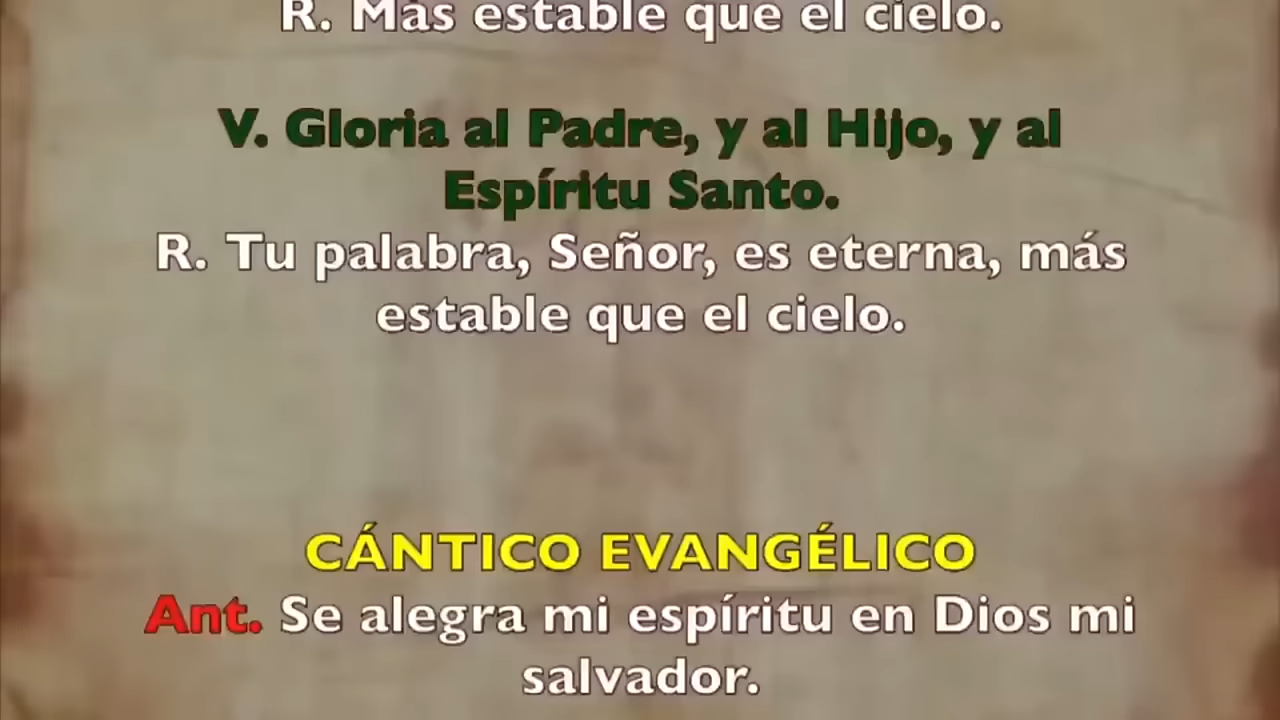 R. Más estable que el cielo.
V. Gloria al Padre, y al Hijo, y al
Espíritu Santo.
R. Tu palabra, Señor, es eterna, más
estable que el cielo.
CÁNTICO EVANGÉLICO
Ant. Se alegra mi espíritu en Dios mi
salvador.